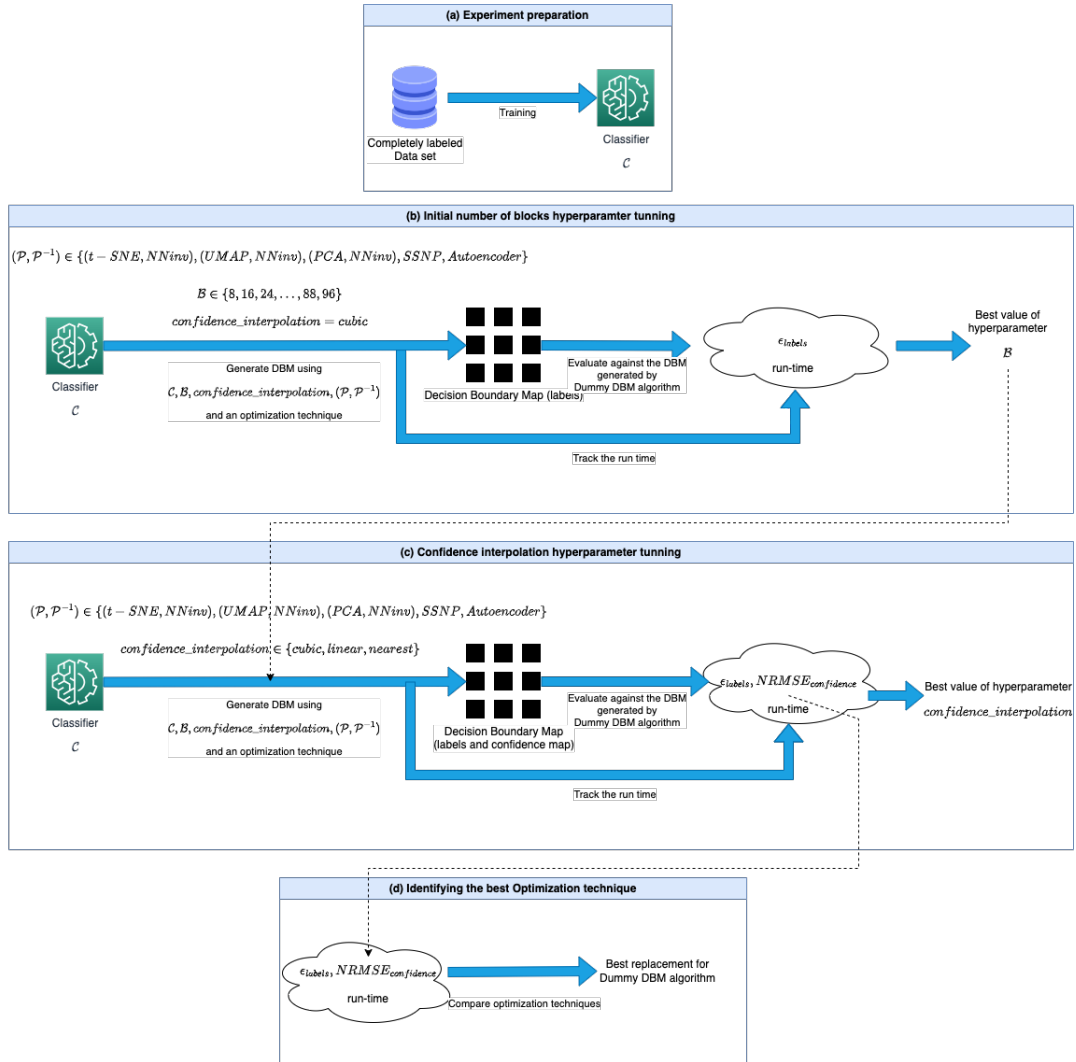 (a) Experiment preparation
Training
Completely labeled
Data set
Classifier
𝒞
(b) Initial number of blocks hyperparamter tunning
(𝒫, 𝒫⁻¹) ∈ {(t − SNE, NNinv), (UMAP, NNinv), (PCA, NNinv), SSNP, Autoencoder}
ℬ ∈ {8, 16, 24, . . . , 88, 96}
confidence_interpolation = cubic
Classifier
𝒞
Generate DBM using
𝒞, ℬ, confidence_interpolation, (𝒫, 𝒫⁻¹)
and an optimization technique
Decision Boundary Map (labels)
Evaluate against the DBM
generated by
Dummy DBM algorithm
ϵ_labels
run-time
Best value of
hyperparameter
ℬ
Track the run time
(c) Confidence interpolation hyperparameter tunning
(𝒫, 𝒫⁻¹) ∈ {(t − SNE, NNinv), (UMAP, NNinv), (PCA, NNinv), SSNP, Autoencoder}
confidence_interpolation ∈ {cubic, linear, nearest}
Classifier
𝒞
Generate DBM using
𝒞, ℬ, confidence_interpolation, (𝒫, 𝒫⁻¹)
and an optimization technique
Decision Boundary Map
(labels and confidence map)
Evaluate against the DBM
generated by
Dummy DBM algorithm
ϵ_labels, NRMSE_confidence
run-time
Best value of hyperparameter
confidence_interpolation
Track the run time
(d) Identifying the best Optimization technique
ϵ_labels, NRMSE_confidence
run-time
Compare optimization techniques
Best replacement for
Dummy DBM algorithm